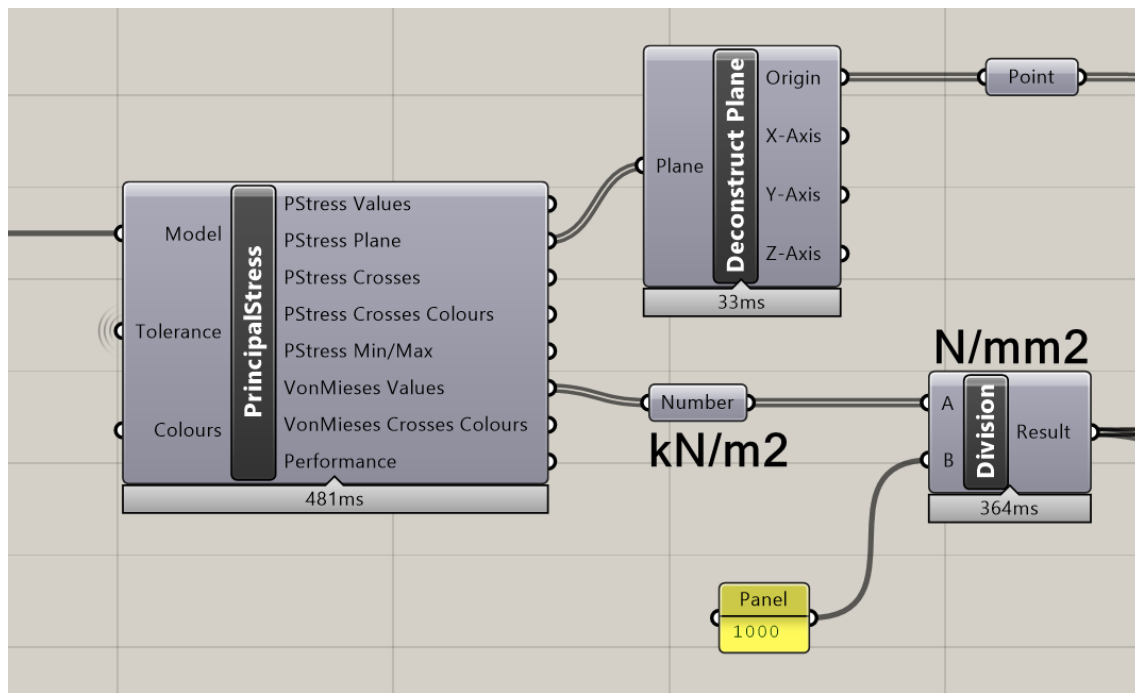 Model
Tolerance
Colours
PrincipalStress
PStress Values
PStress Plane
PStress Crosses
PStress Crosses Colours
PStress Min/Max
VonMieses Values
VonMieses Crosses Colours
Performance
481ms
Plane
Deconstruct Plane
Origin
X-Axis
Y-Axis
Z-Axis
33ms
Point
Number
kN/m2
N/mm2
A
B
Division
Result
364ms
Panel
1000